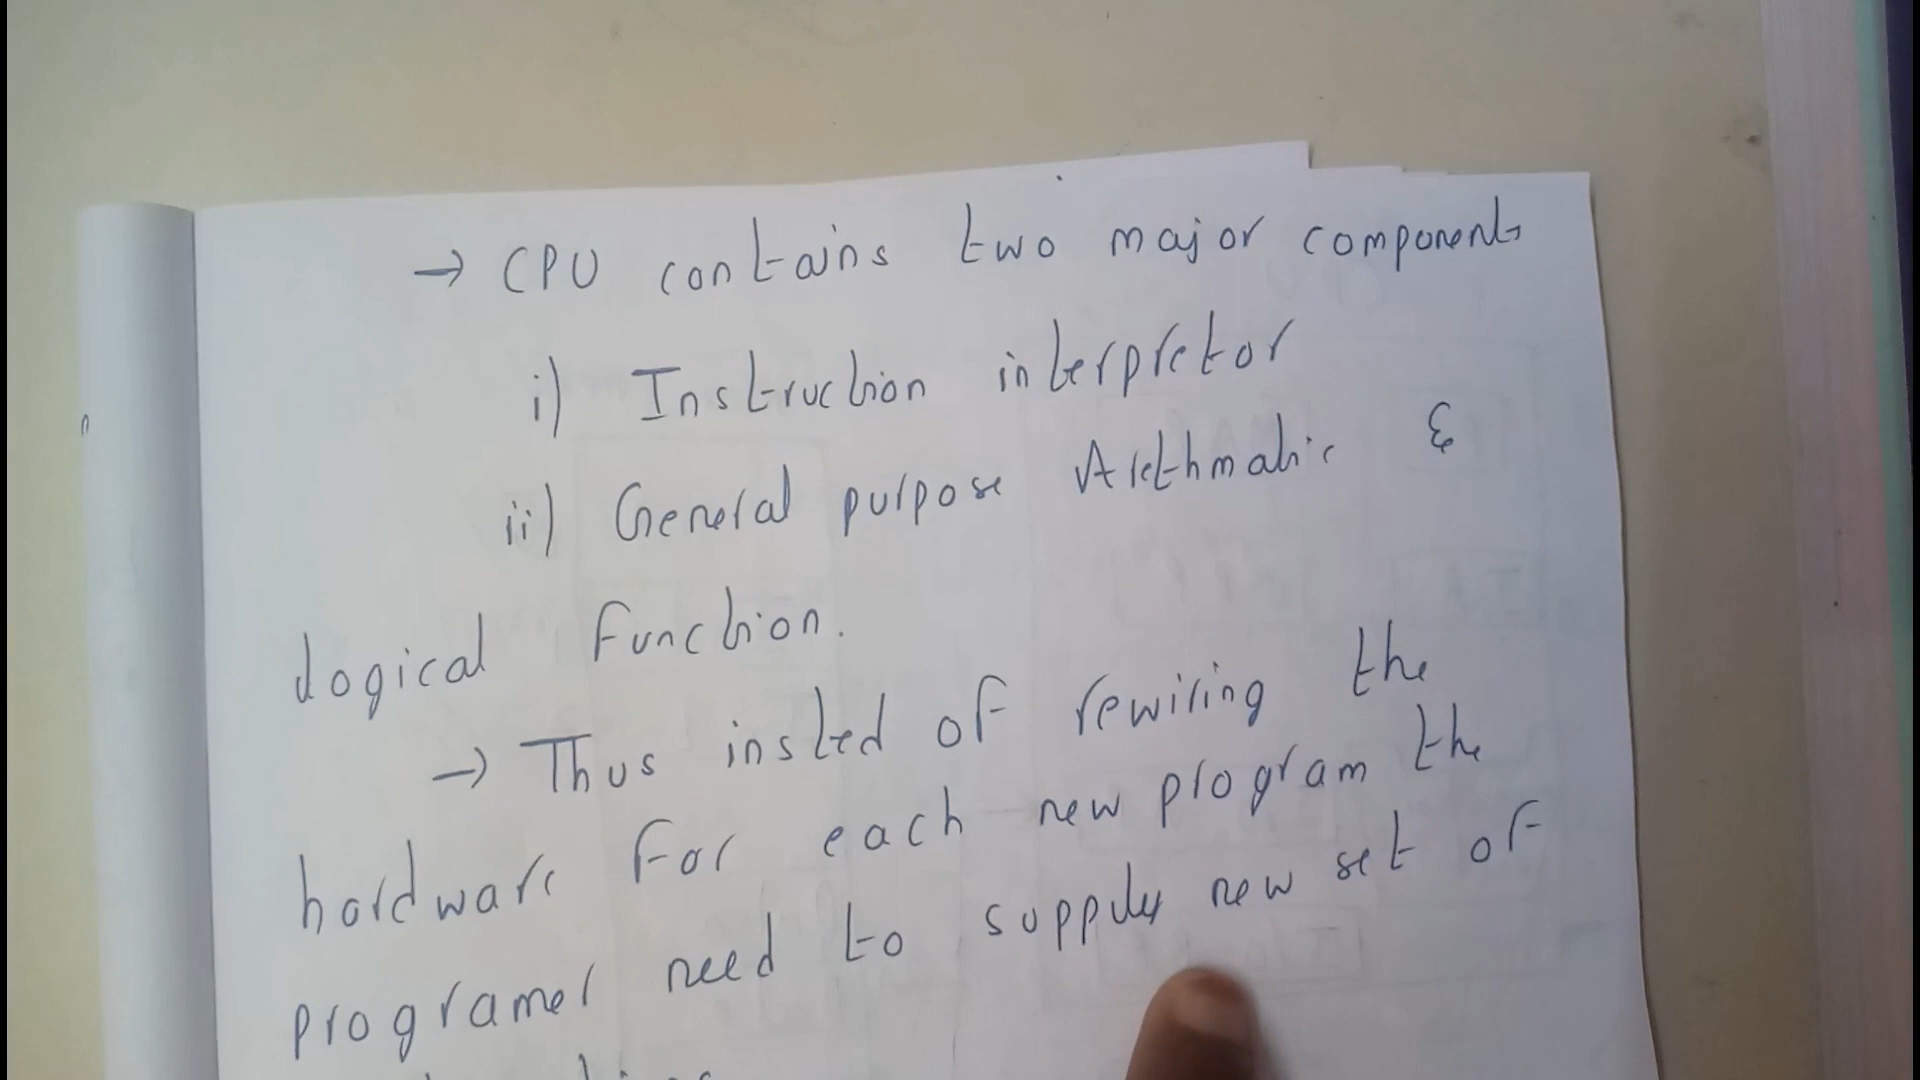 → CPU contains two major components
i) Instruction interpretor
ii) General purpose Arethmatic &
Logical Function.
→ Thus insted of rewiring the
hardware For each new program the
programer need to supply new set of